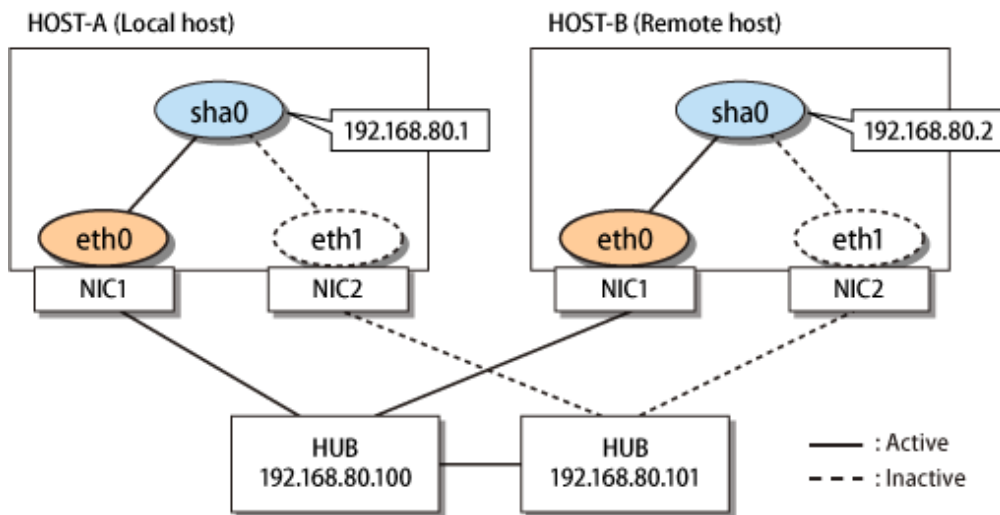 HOST-A (Local host)
HOST-B (Remote host)
sha0
192.168.80.1
sha0
192.168.80.2
eth0
eth1
eth0
eth1
NIC1
NIC2
NIC1
NIC2
HUB
192.168.80.100
HUB
192.168.80.101
: Active
: Inactive